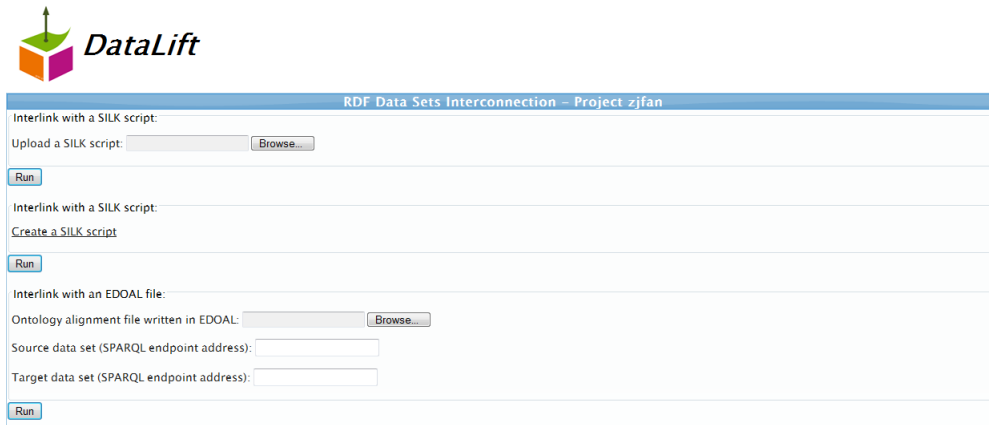 DataLift
RDF Data Sets Interconnection – Project zjfan
Interlink with a SILK script:
Upload a SILK script: Browse...
Run
Interlink with a SILK script:
Create a SILK script
Run
Interlink with an EDOAL file:
Ontology alignment file written in EDOAL: Browse...
Source data set (SPARQL endpoint address):
Target data set (SPARQL endpoint address):
Run